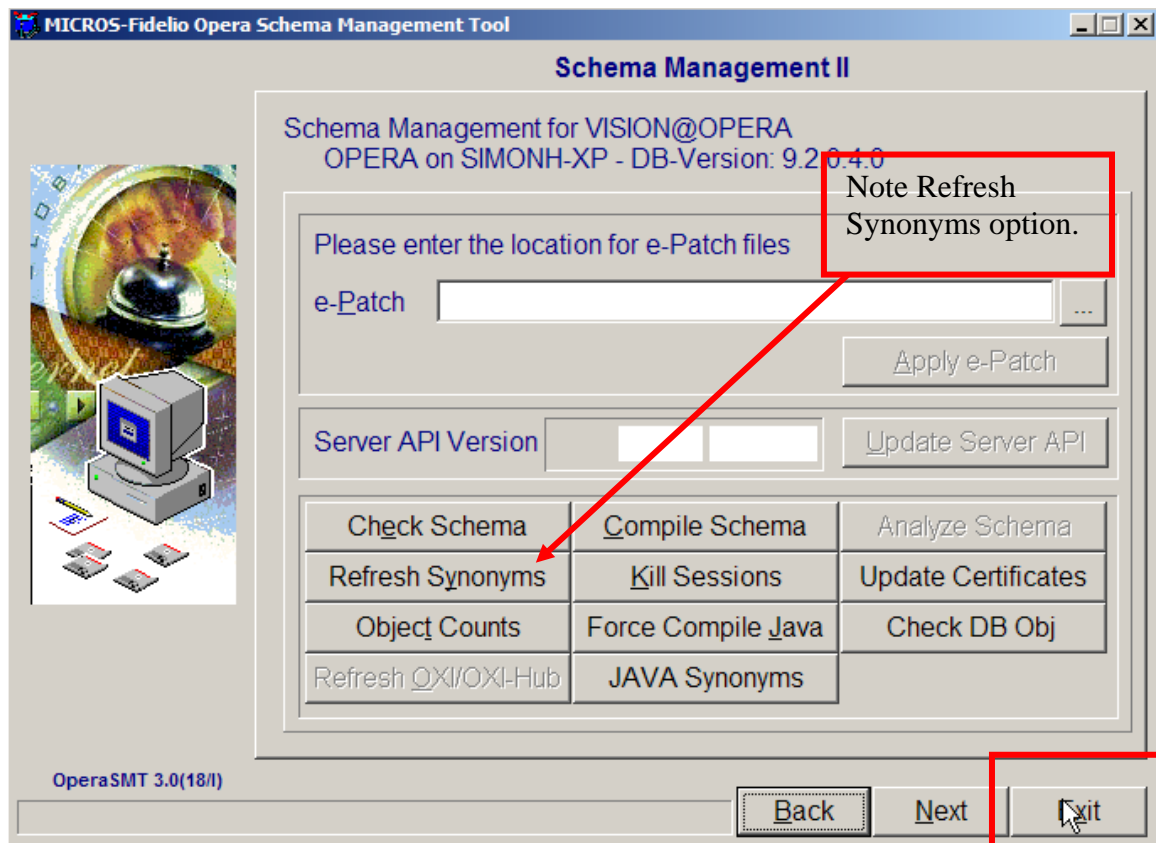 MICROS-Fidelio Opera Schema Management Tool
Schema Management II
Schema Management for VISION@OPERA
OPERA on SIMONH-XP - DB-Version: 9.2.0.4.0
Note Refresh
Synonyms option.
Please enter the location for e-Patch files
e-Patch
...
Apply e-Patch
Server API Version
Update Server API
Check Schema
Compile Schema
Analyze Schema
Refresh Synonyms
Kill Sessions
Update Certificates
Object Counts
Force Compile Java
Check DB Obj
Refresh OXI/OXI-Hub
JAVA Synonyms
OperaSMT 3.0(18/I)
Back
Next
Exit